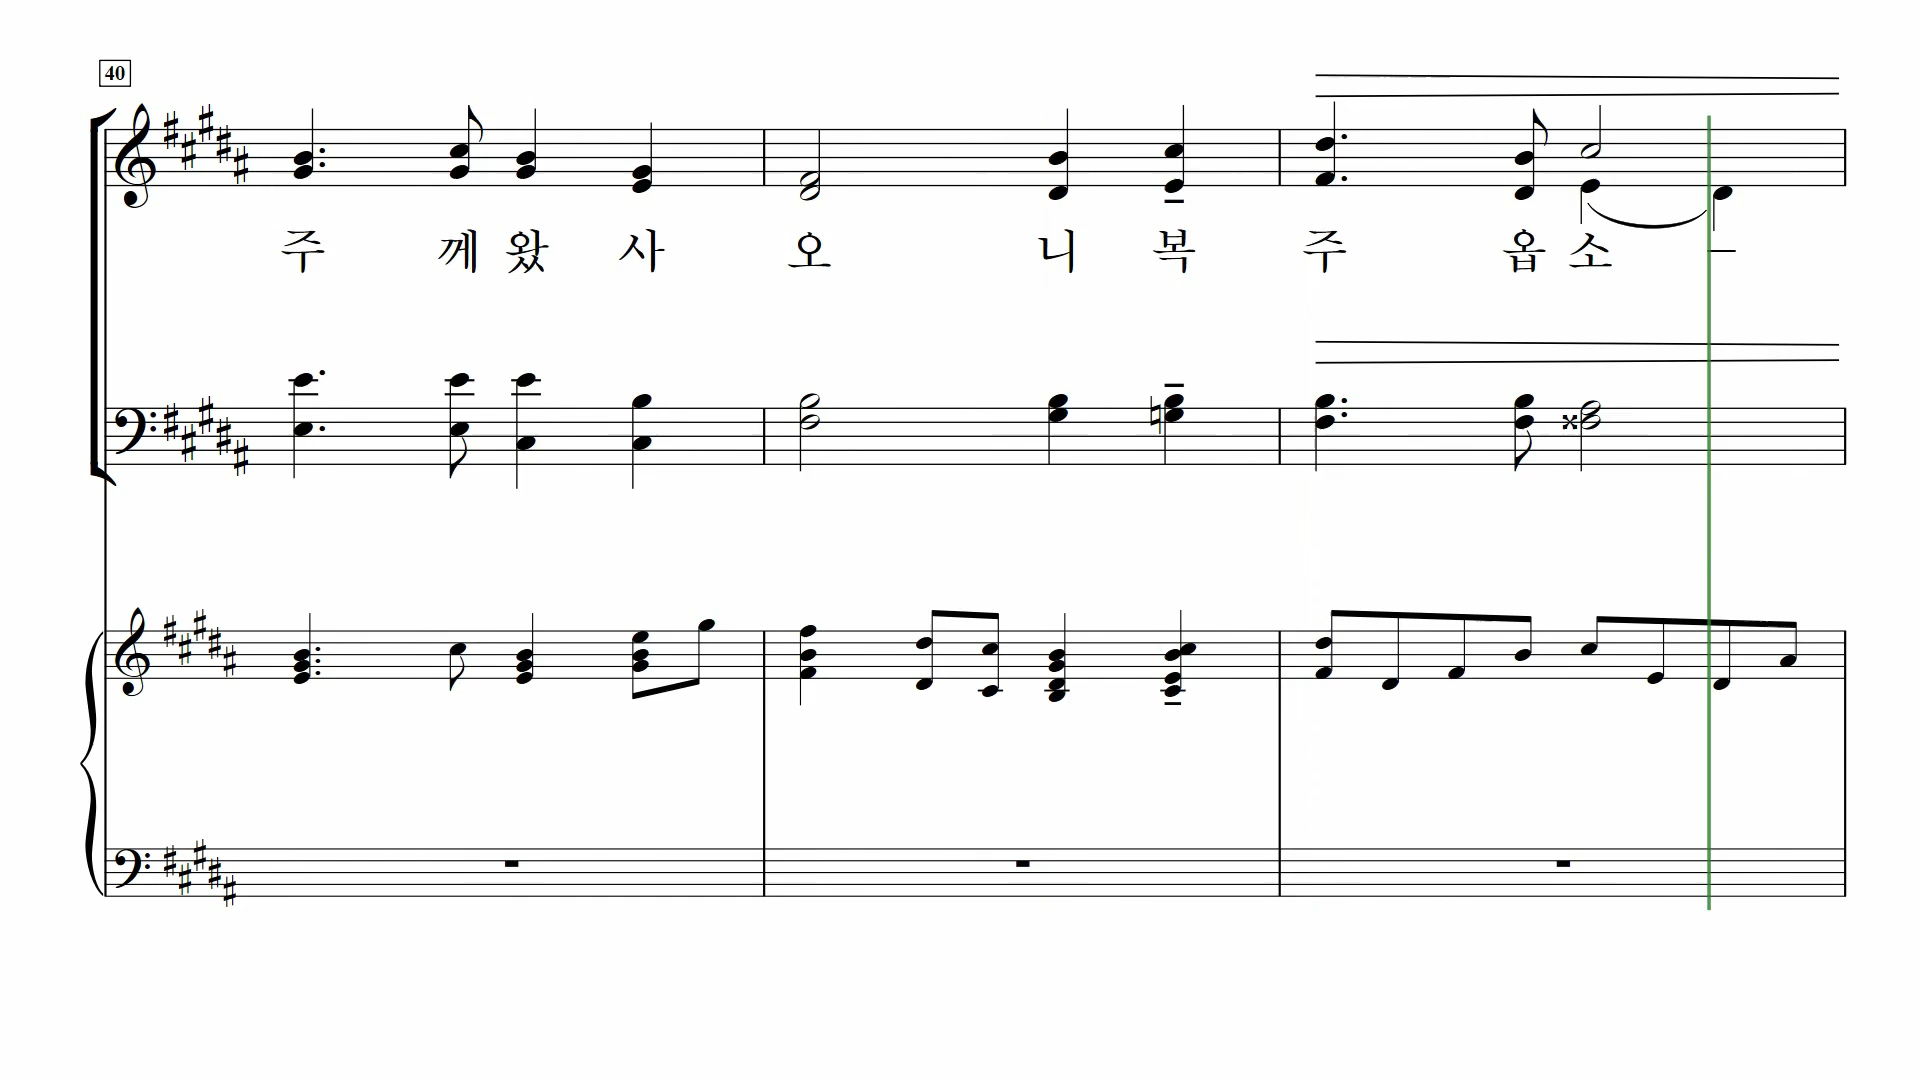 40
주 께 왔 사 오 니 복 주 옵 소 –